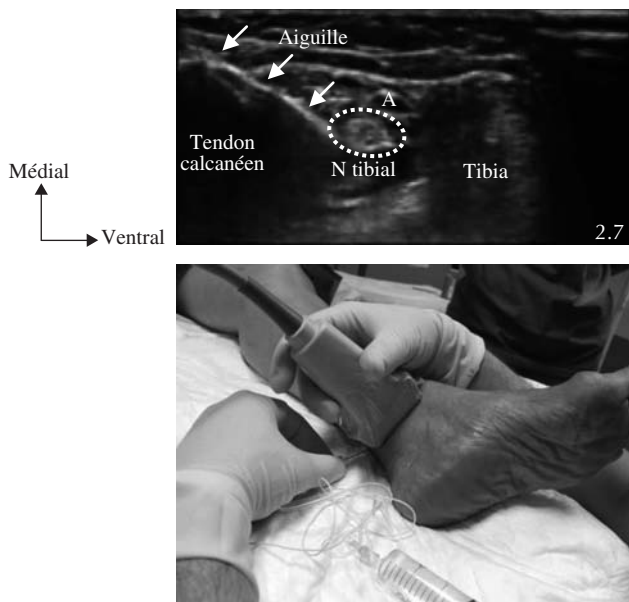 Aiguille
A
Tendon
calcanéen
N tibial
Tibia
2.7
Médial
Ventral